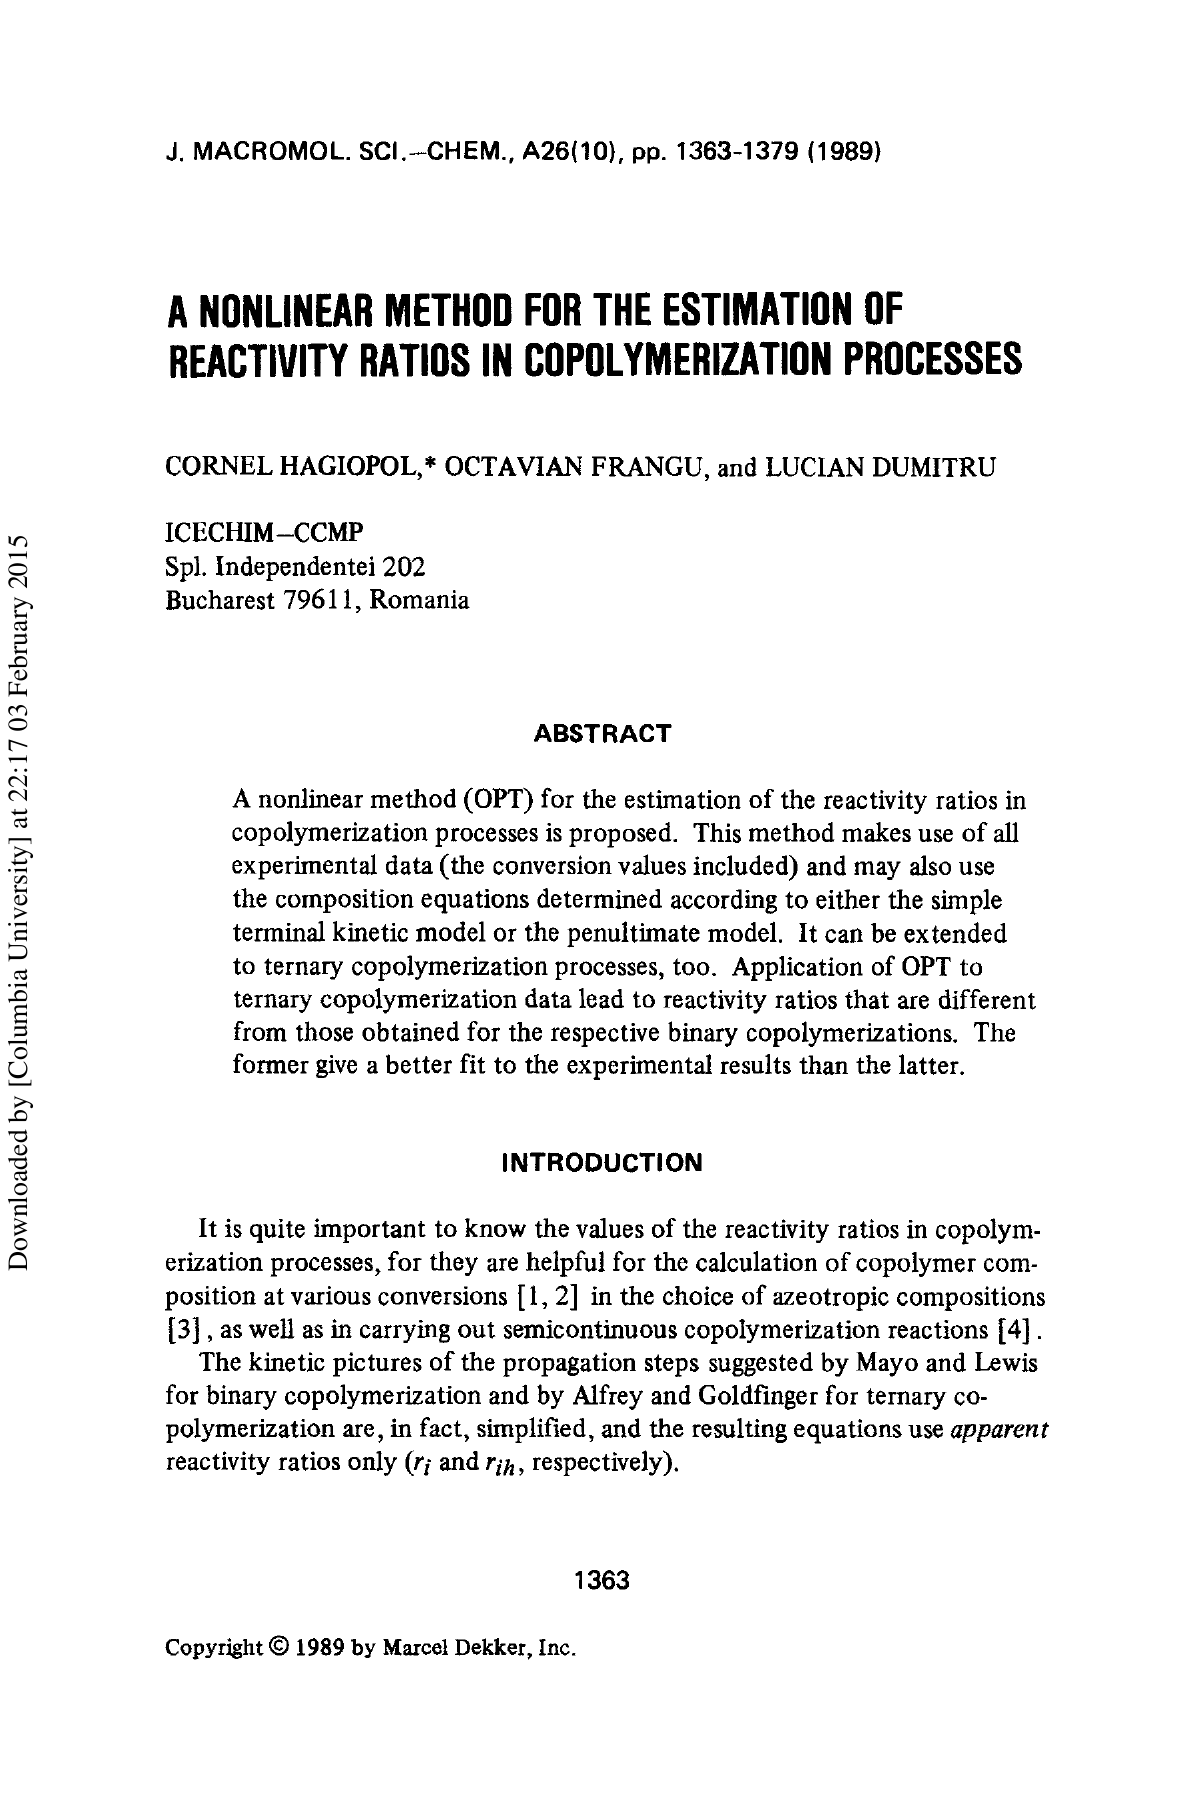 J. MACROMOL. SCI.—CHEM., A26(10), pp. 1363-1379 (1989)
A NONLINEAR METHOD FOR THE ESTIMATION OF
REACTIVITY RATIOS IN COPOLYMERIZATION PROCESSES
CORNEL HAGIOPOL,* OCTAVIAN FRANGU, and LUCIAN DUMITRU
ICECHIM—CCMP
Spl. Independentei 202
Bucharest 79611, Romania
ABSTRACT
A nonlinear method (OPT) for the estimation of the reactivity ratios in
copolymerization processes is proposed. This method makes use of all
experimental data (the conversion values included) and may also use
the composition equations determined according to either the simple
terminal kinetic model or the penultimate model. It can be extended
to ternary copolymerization processes, too. Application of OPT to
ternary copolymerization data lead to reactivity ratios that are different
from those obtained for the respective binary copolymerizations. The
former give a better fit to the experimental results than the latter.
INTRODUCTION
It is quite important to know the values of the reactivity ratios in copolym-
erization processes, for they are helpful for the calculation of copolymer com-
position at various conversions [1, 2] in the choice of azeotropic compositions
[3], as well as in carrying out semicontinuous copolymerization reactions [4].
The kinetic pictures of the propagation steps suggested by Mayo and Lewis
for binary copolymerization and by Alfrey and Goldfinger for ternary co-
polymerization are, in fact, simplified, and the resulting equations use apparent
reactivity ratios only (ri and rih, respectively).
1363
Copyright © 1989 by Marcel Dekker, Inc.
Downloaded by [Columbia University] at 22:17 03 February 2015